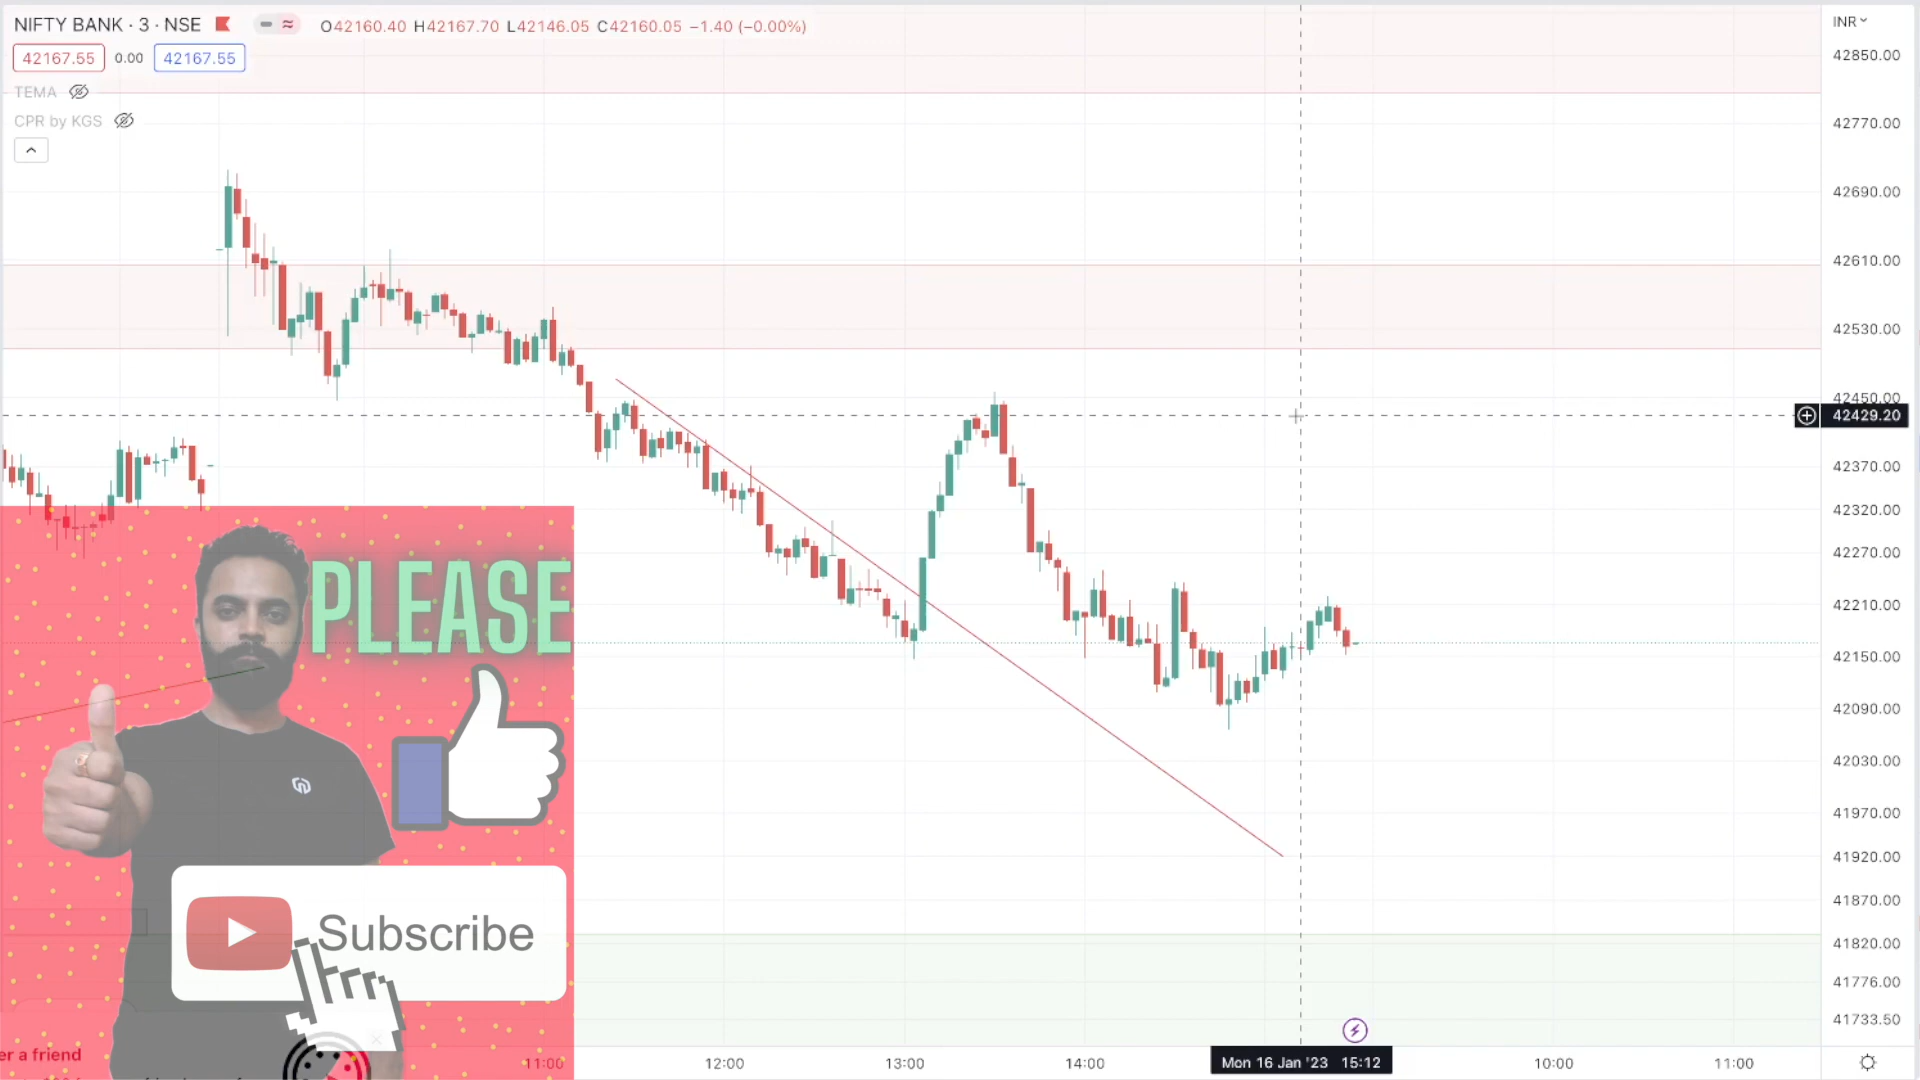 NIFTY BANK · 3 · NSE
O42160.40 H42167.70 L42146.05 C42160.05 −1.40 (−0.00%)
42167.55 0.00 42167.55
TEMA
CPR by KGS
INR
42850.00
42770.00
42690.00
42610.00
42530.00
42450.00
42429.20
42370.00
42320.00
42270.00
42210.00
42150.00
42090.00
42030.00
41970.00
41920.00
41870.00
41820.00
41776.00
41733.50
PLEASE
Subscribe
er a friend
11:00 12:00 13:00 14:00 Mon 16 Jan '23 15:12 10:00 11:00